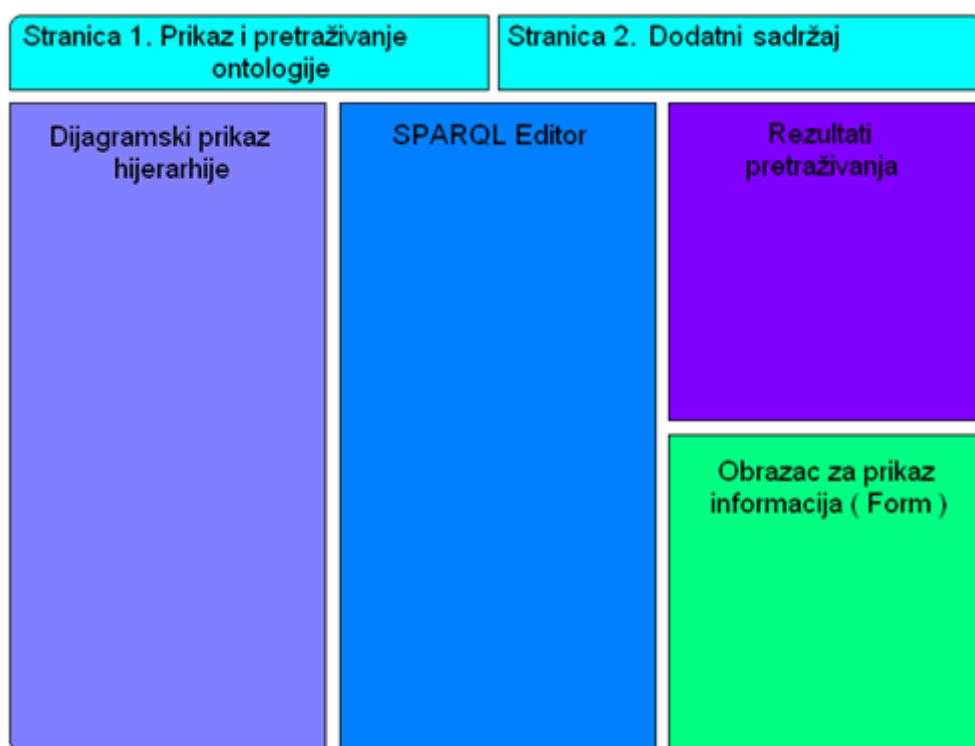 Stranica 1. Prikaz i pretraživanje
ontologije
Stranica 2. Dodatni sadržaj
Dijagramski prikaz
hijerarhije
SPARQL Editor
Rezultati
pretraživanja
Obrazac za prikaz
informacija ( Form )